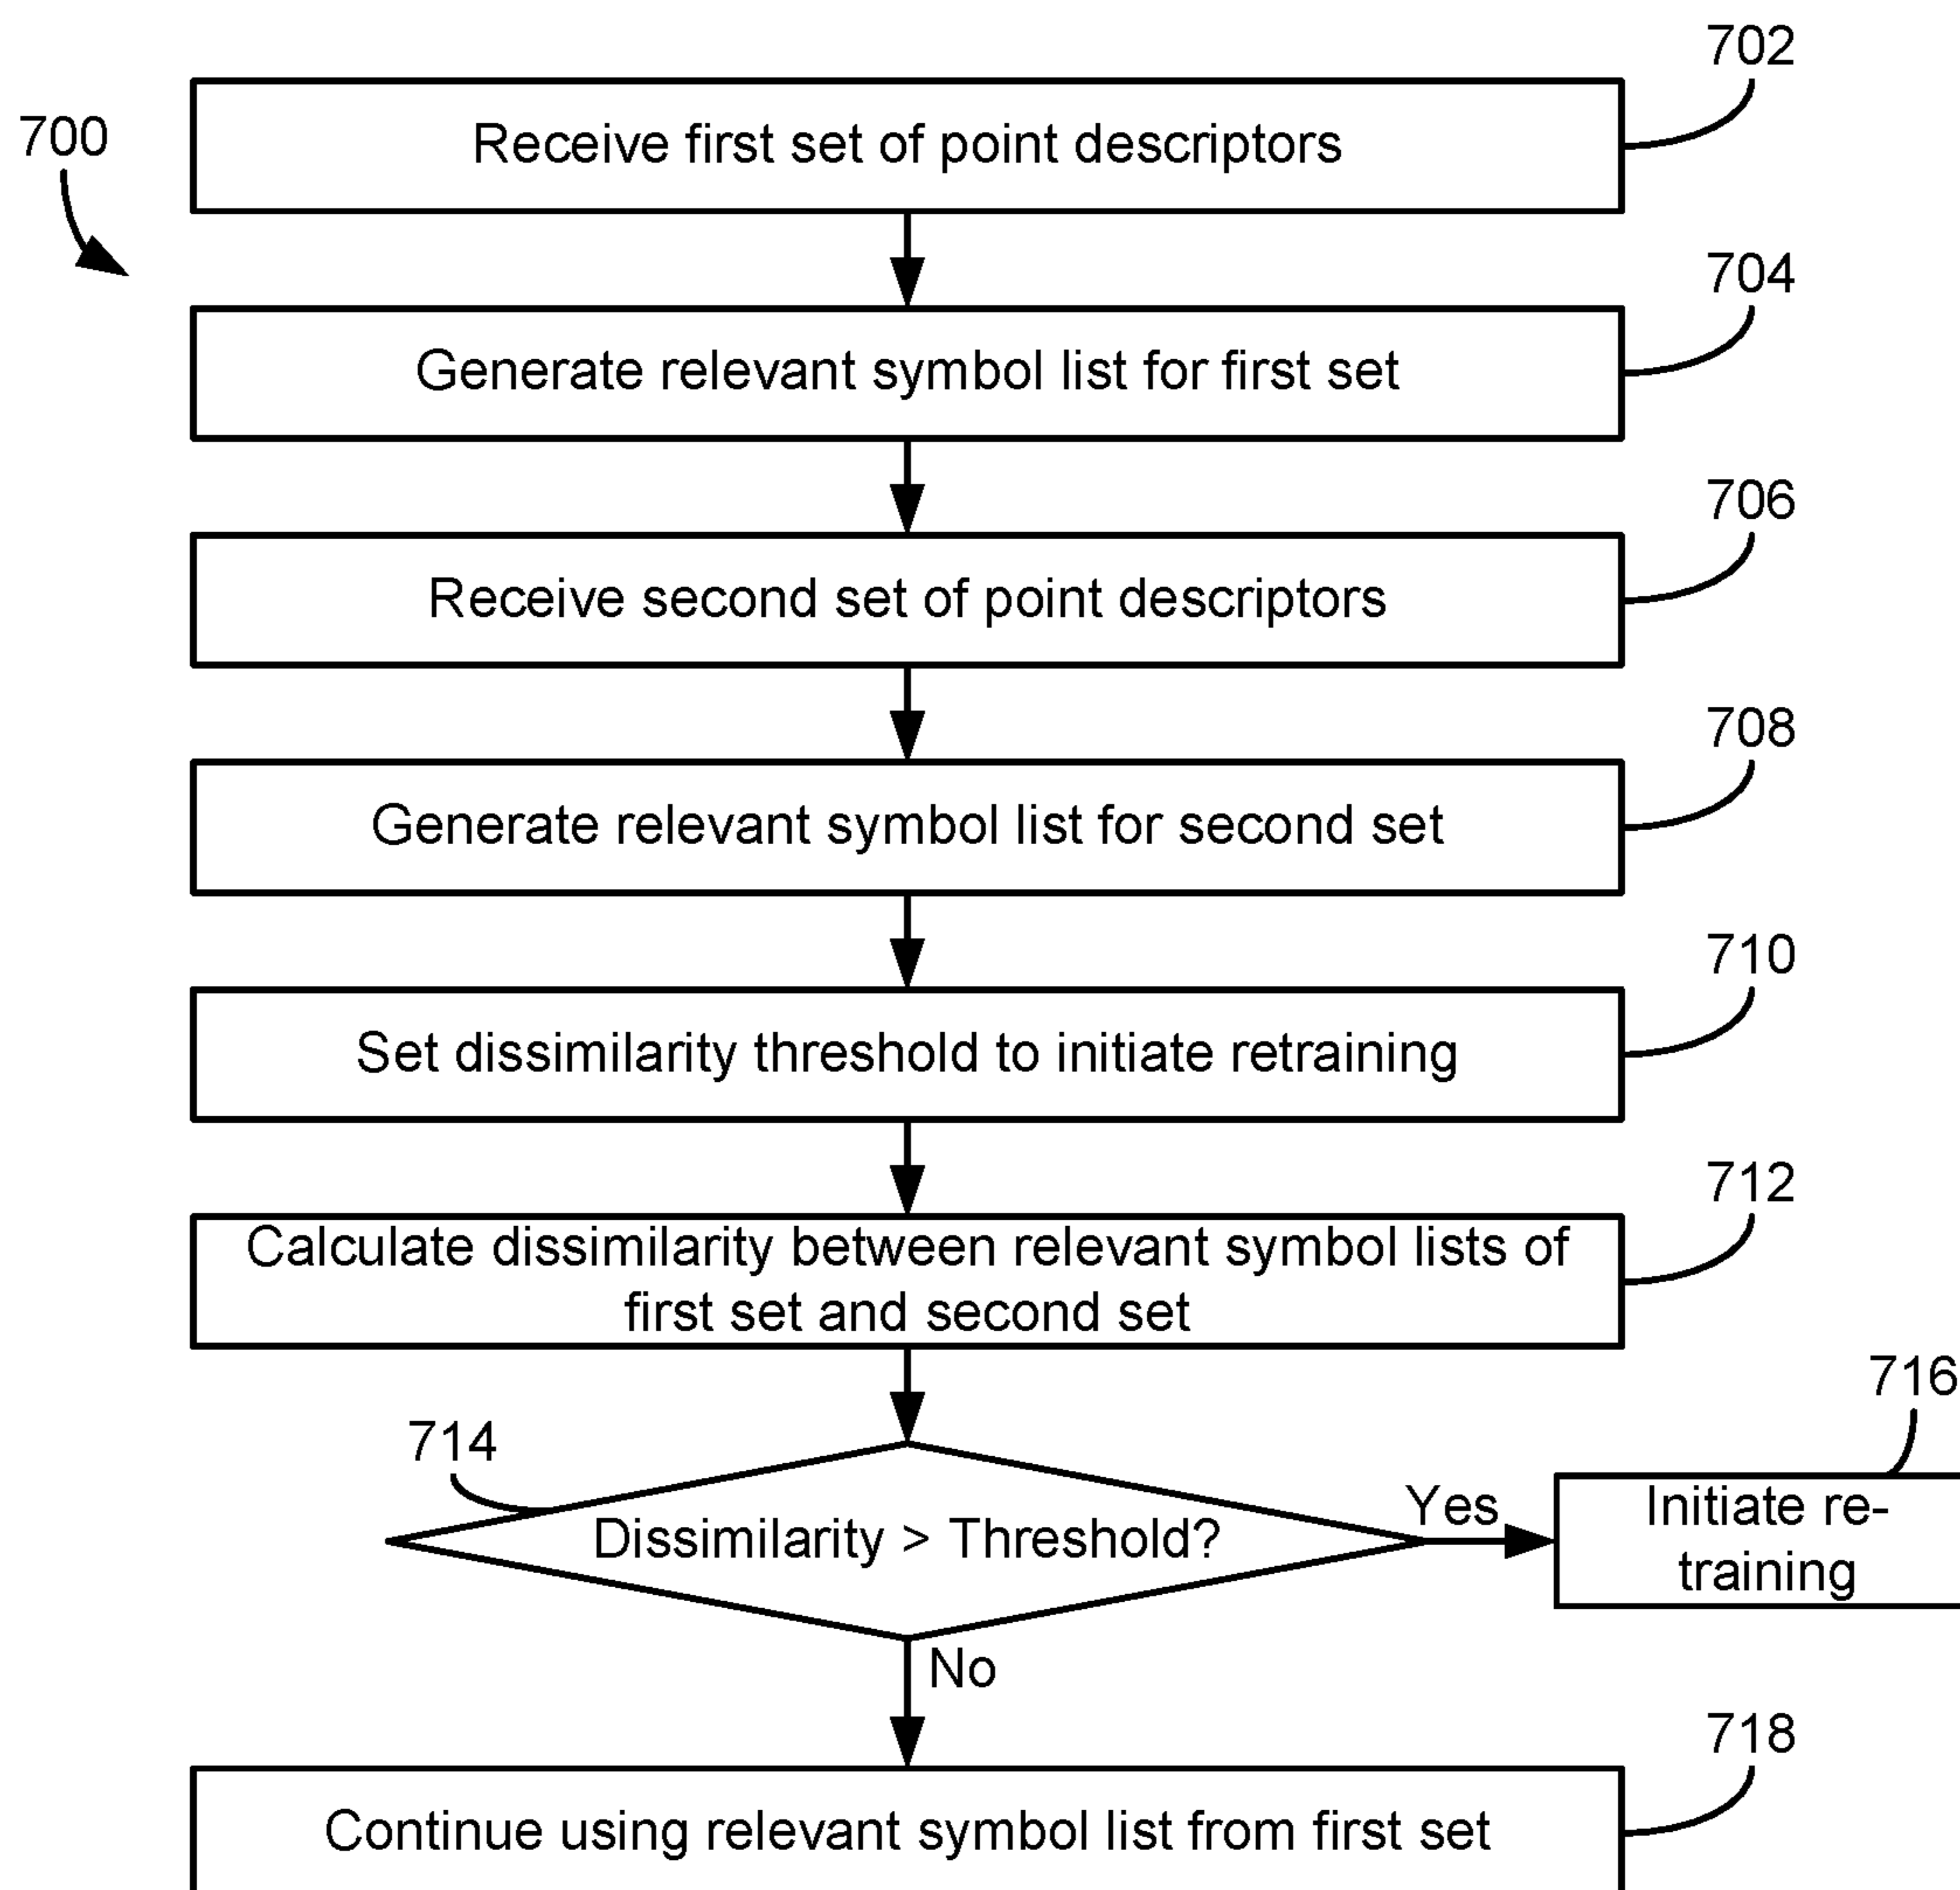 702
700
Receive first set of point descriptors
704
Generate relevant symbol list for first set
706
Receive second set of point descriptors
708
Generate relevant symbol list for second set
710
Set dissimilarity threshold to initiate retraining
712
Calculate dissimilarity between relevant symbol lists of
first set and second set
716
714
Yes
Initiate re-
training
Dissimilarity > Threshold?
No
718
Continue using relevant symbol list from first set